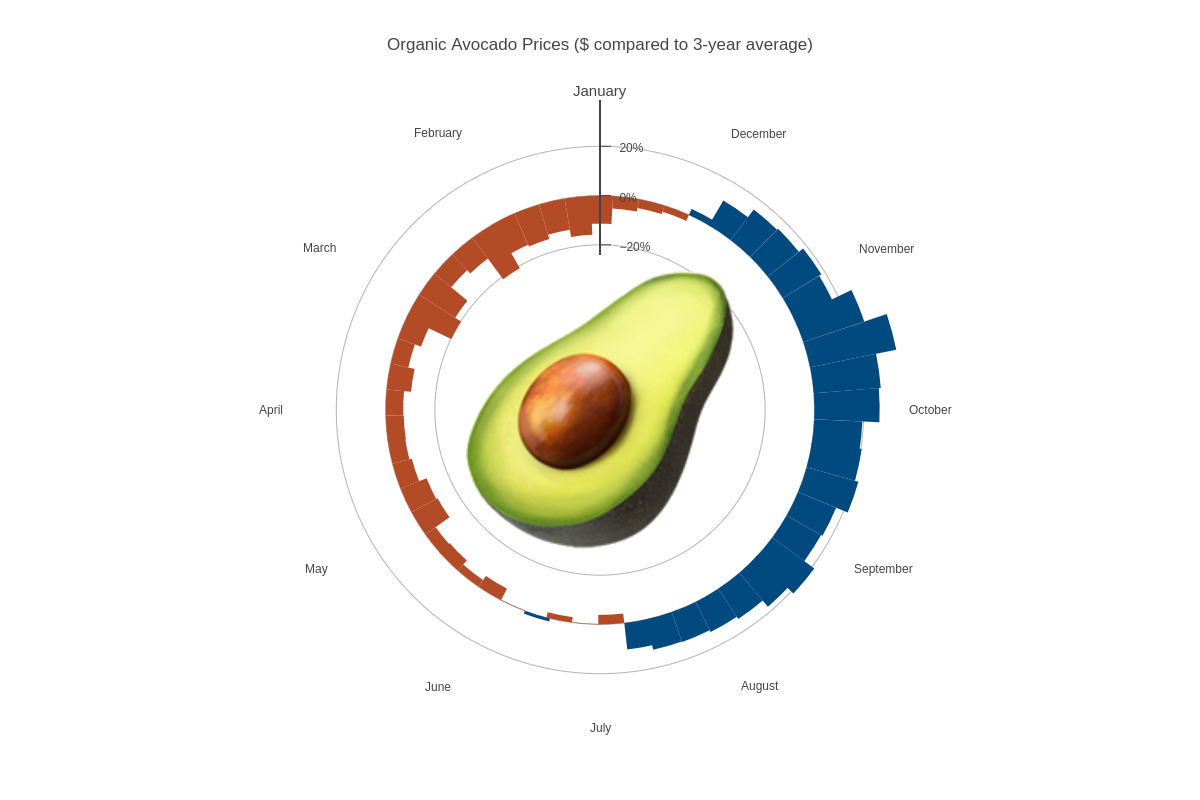 Organic Avocado Prices ($ compared to 3-year average)
January
February
December
20%
0%
−20%
March
November
April
October
May
September
June
August
July